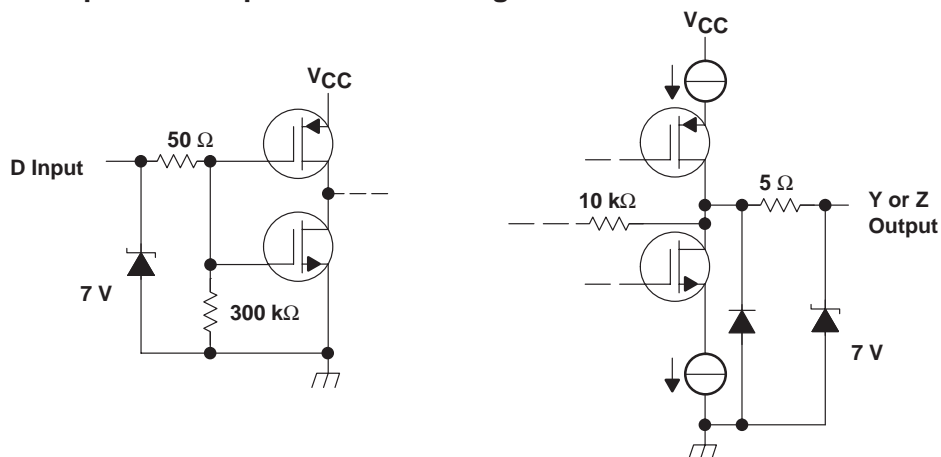 VCC
D Input
50 Ω
7 V
300 kΩ
VCC
10 kΩ
5 Ω
Y or Z
Output
7 V